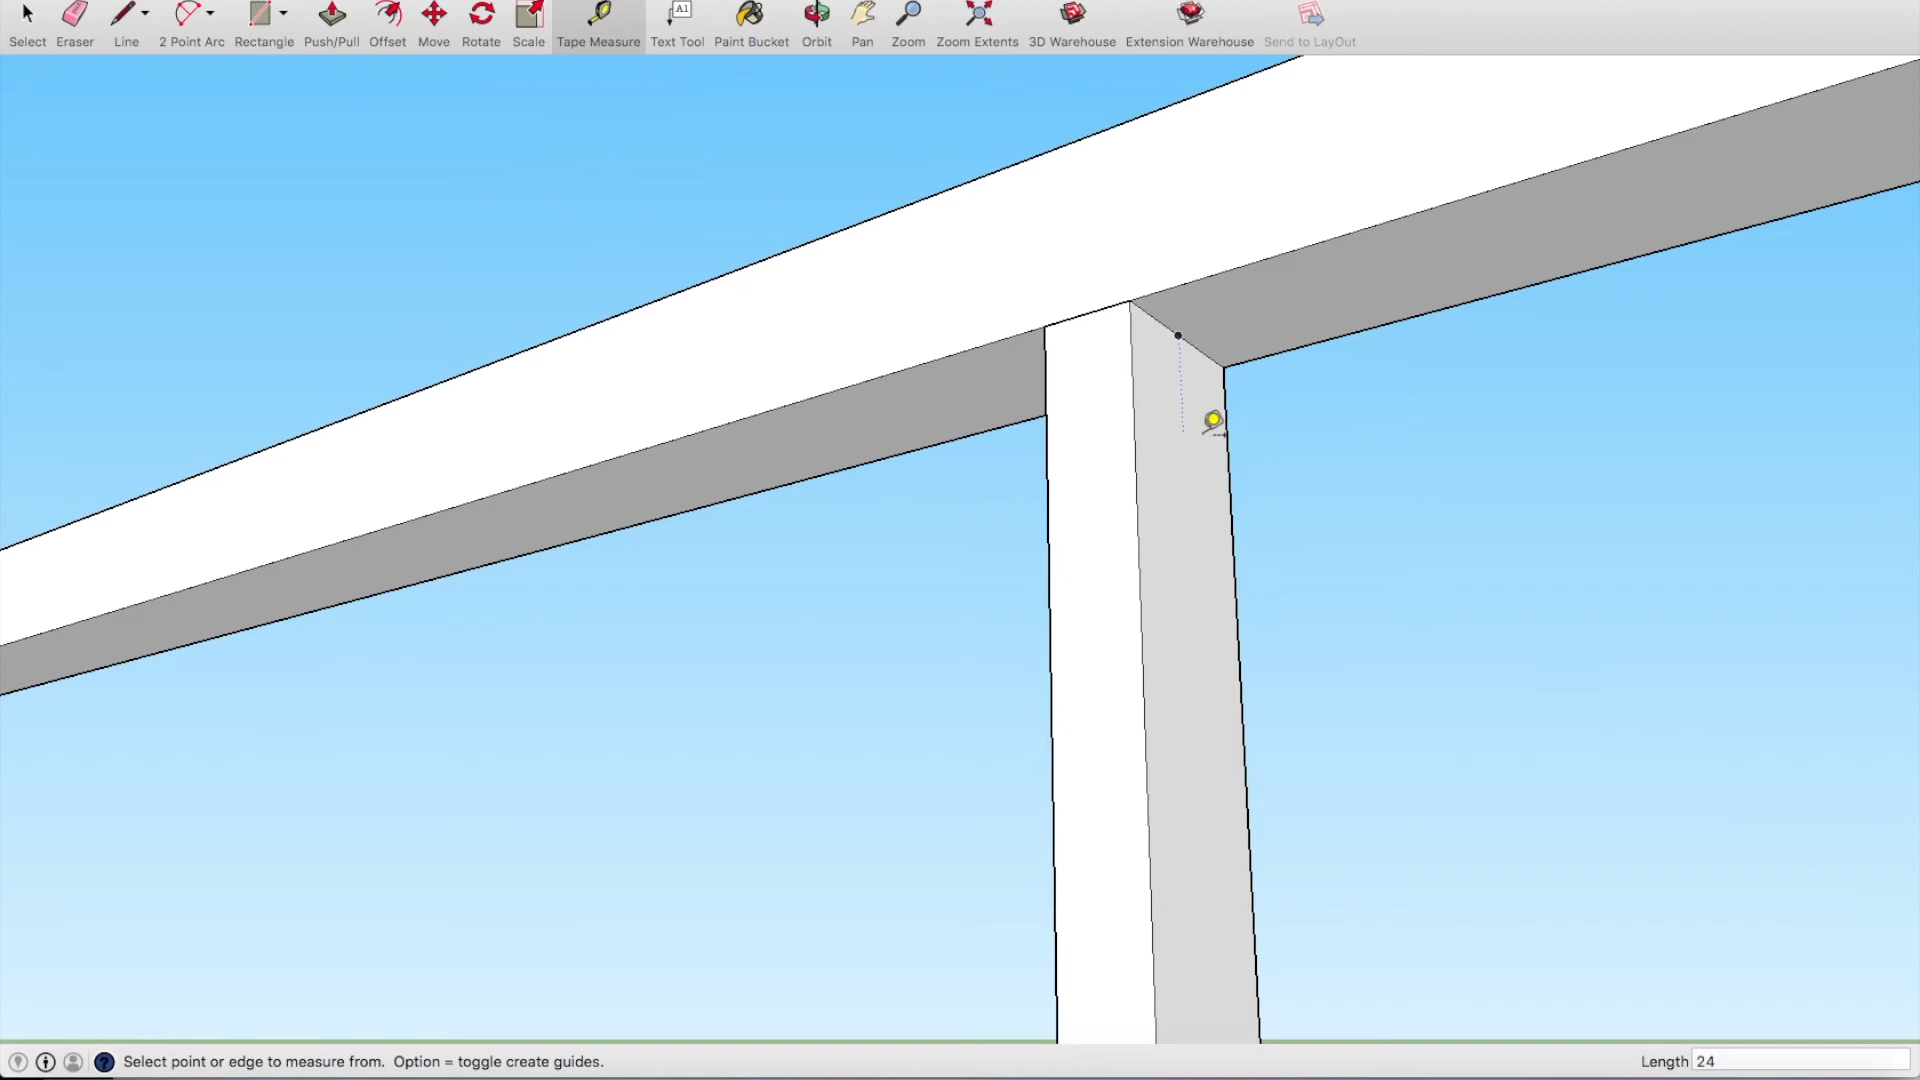 Select Eraser Line 2 Point Arc Rectangle Push/Pull Offset Move Rotate Scale Tape Measure Text Tool Paint Bucket Orbit Pan Zoom Zoom Extents 3D Warehouse Extension Warehouse Send to LayOut
A1
Select point or edge to measure from. Option = toggle create guides.
Length 24